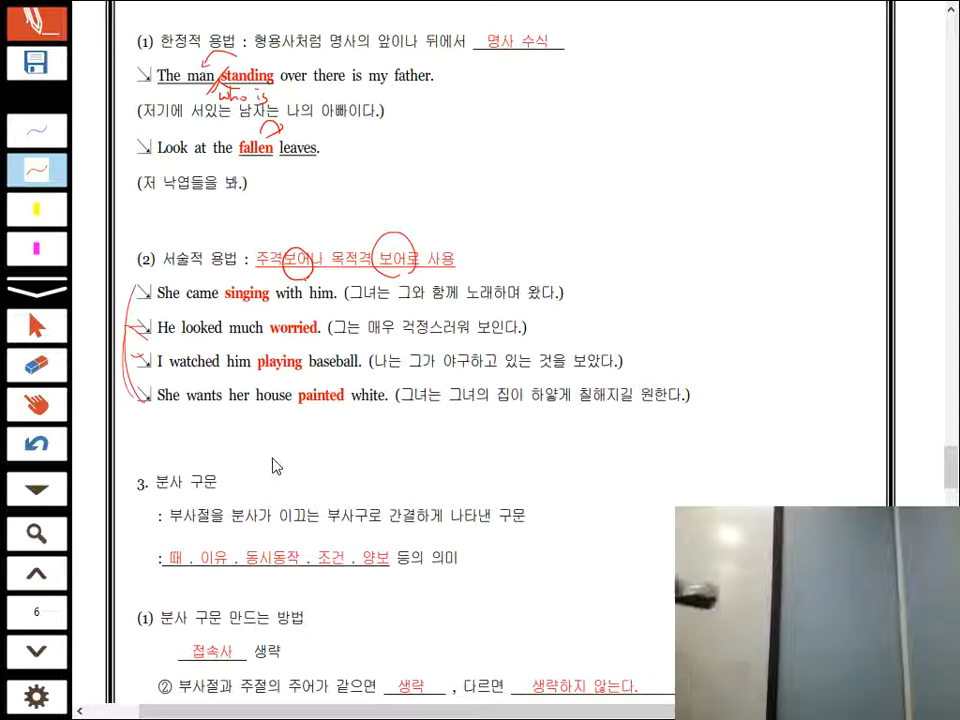 (1) 한정적 용법 : 형용사처럼 명사의 앞이나 뒤에서 명사 수식
The man standing over there is my father.
who is
(저기에 서있는 남자는 나의 아빠이다.)
Look at the fallen leaves.
(저 낙엽들을 봐.)
(2) 서술적 용법 : 주격보어나 목적격 보어로 사용
She came singing with him. (그녀는 그와 함께 노래하며 왔다.)
He looked much worried. (그는 매우 걱정스러워 보인다.)
I watched him playing baseball. (나는 그가 야구하고 있는 것을 보았다.)
She wants her house painted white. (그녀는 그녀의 집이 하얗게 칠해지길 원한다.)
3. 분사 구문
: 부사절을 분사가 이끄는 부사구로 간결하게 나타낸 구문
: 때 . 이유 . 동시동작 . 조건 . 양보 등의 의미
(1) 분사 구문 만드는 방법
접속사 생략
② 부사절과 주절의 주어가 같으면 생략 , 다르면 생략하지 않는다.
6